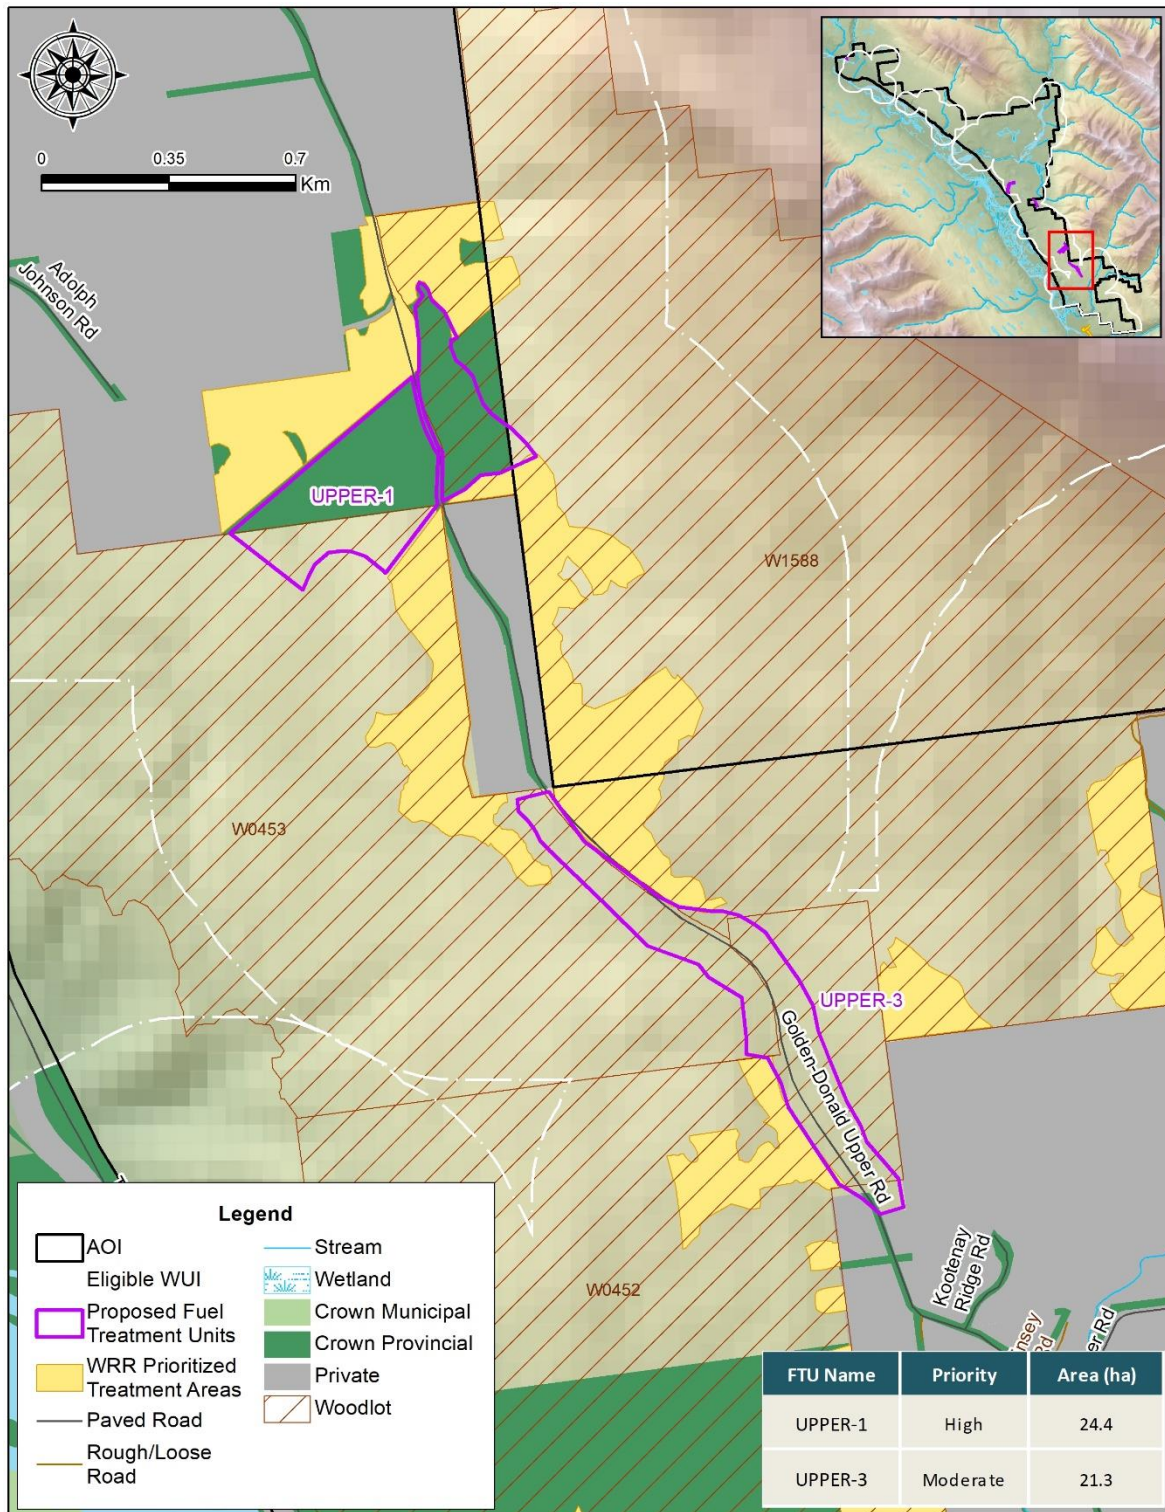 0 0.35 0.7
Km
Adolph
Johnson Rd
UPPER-1
W1588
W0453
UPPER-3
Golden-Donald Upper Rd
W0452
Kootenay
Ridge Rd
Legend
AOI
Eligible WUI
Proposed Fuel
Treatment Units
WRR Prioritized
Treatment Areas
Paved Road
Rough/Loose
Road
Stream
Wetland
Crown Municipal
Crown Provincial
Private
Woodlot
FTU Name Priority Area (ha)
UPPER-1 High 24.4
UPPER-3 Moderate 21.3